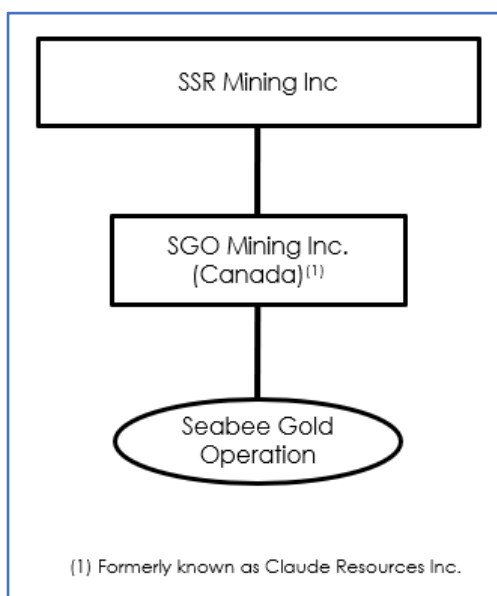 SSR Mining Inc
SGO Mining Inc.
(Canada)(1)
Seabee Gold
Operation
(1) Formerly known as Claude Resources Inc.